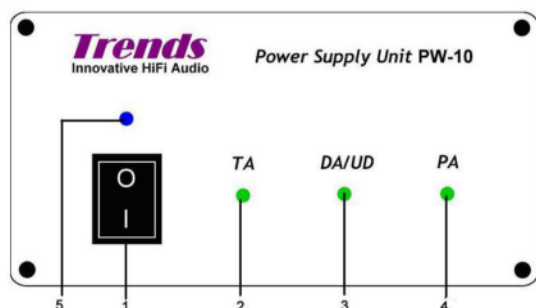 Trends
Innovative HiFi Audio
Power Supply Unit PW-10
TA DA/UD PA
O
I
5 1 2 3 4